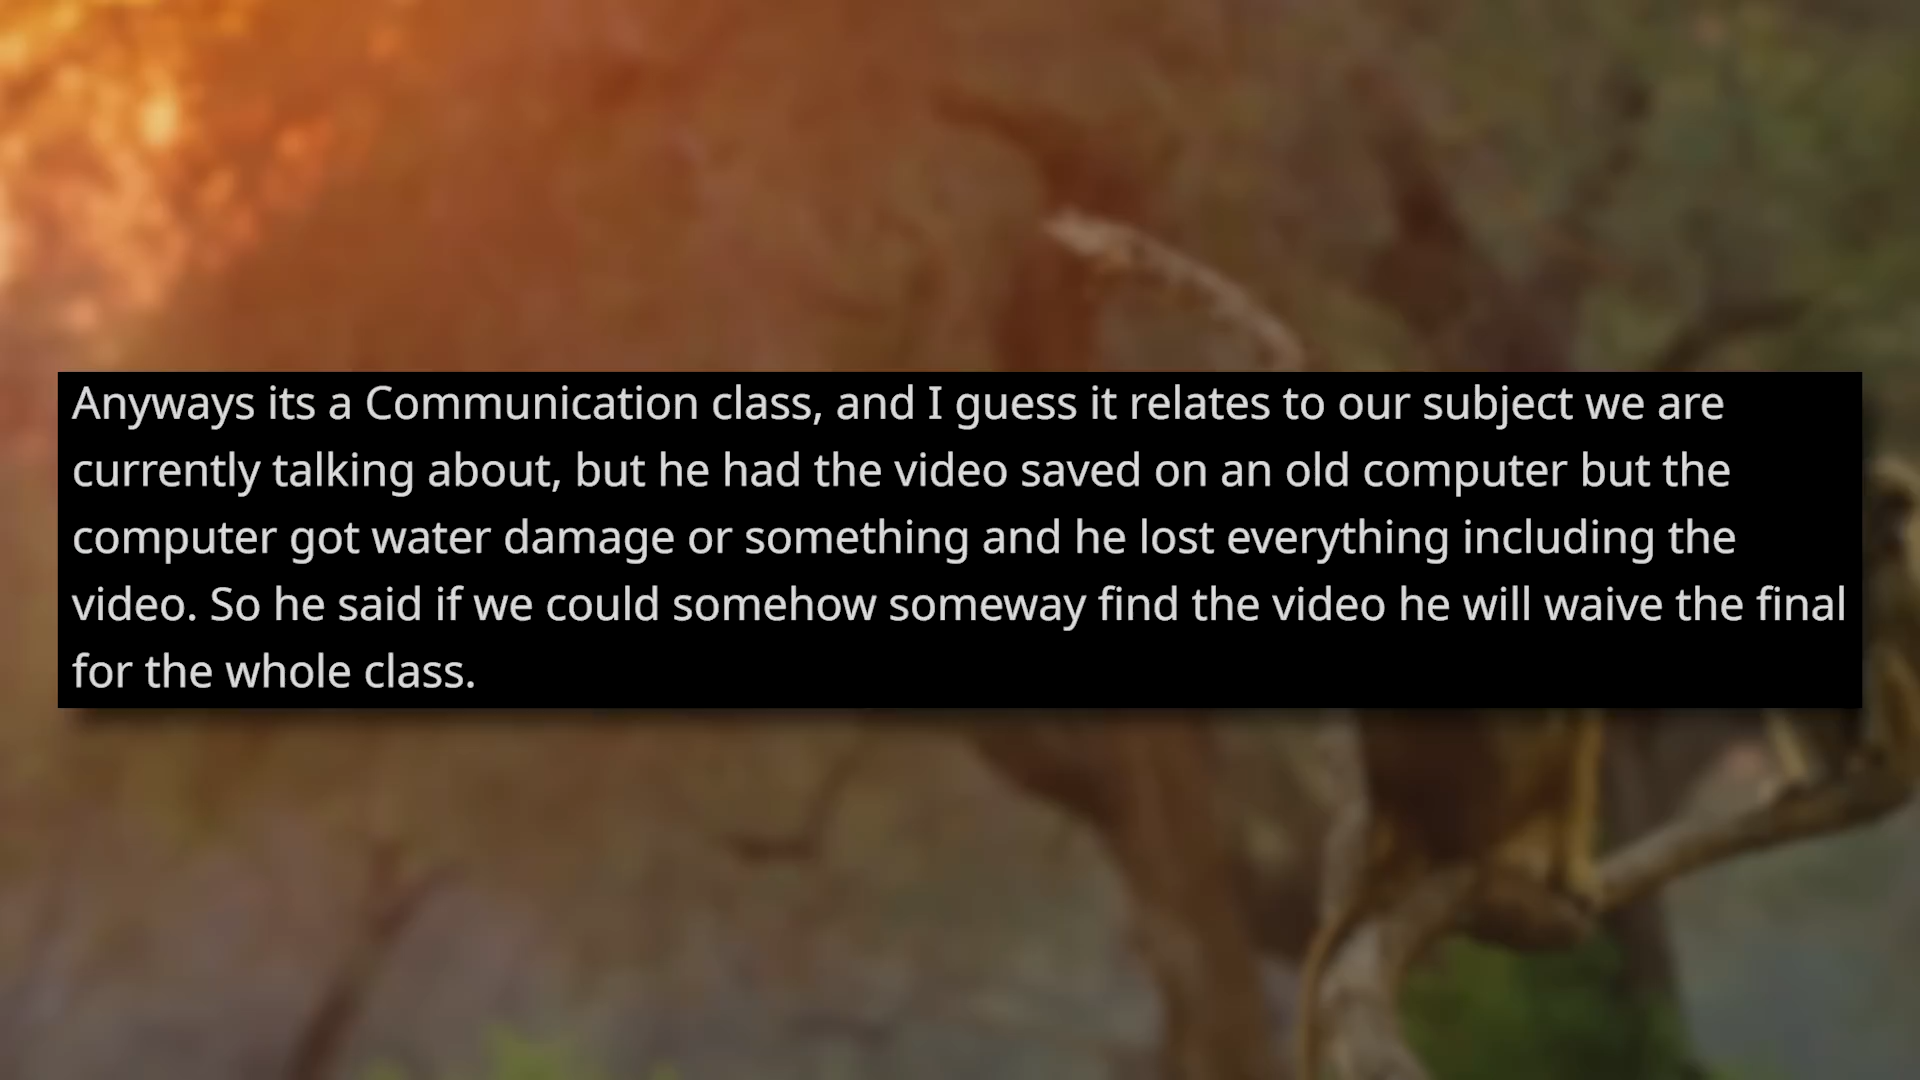 Anyways its a Communication class, and I guess it relates to our subject we are
currently talking about, but he had the video saved on an old computer but the
computer got water damage or something and he lost everything including the
video. So he said if we could somehow someway find the video he will waive the final
for the whole class.